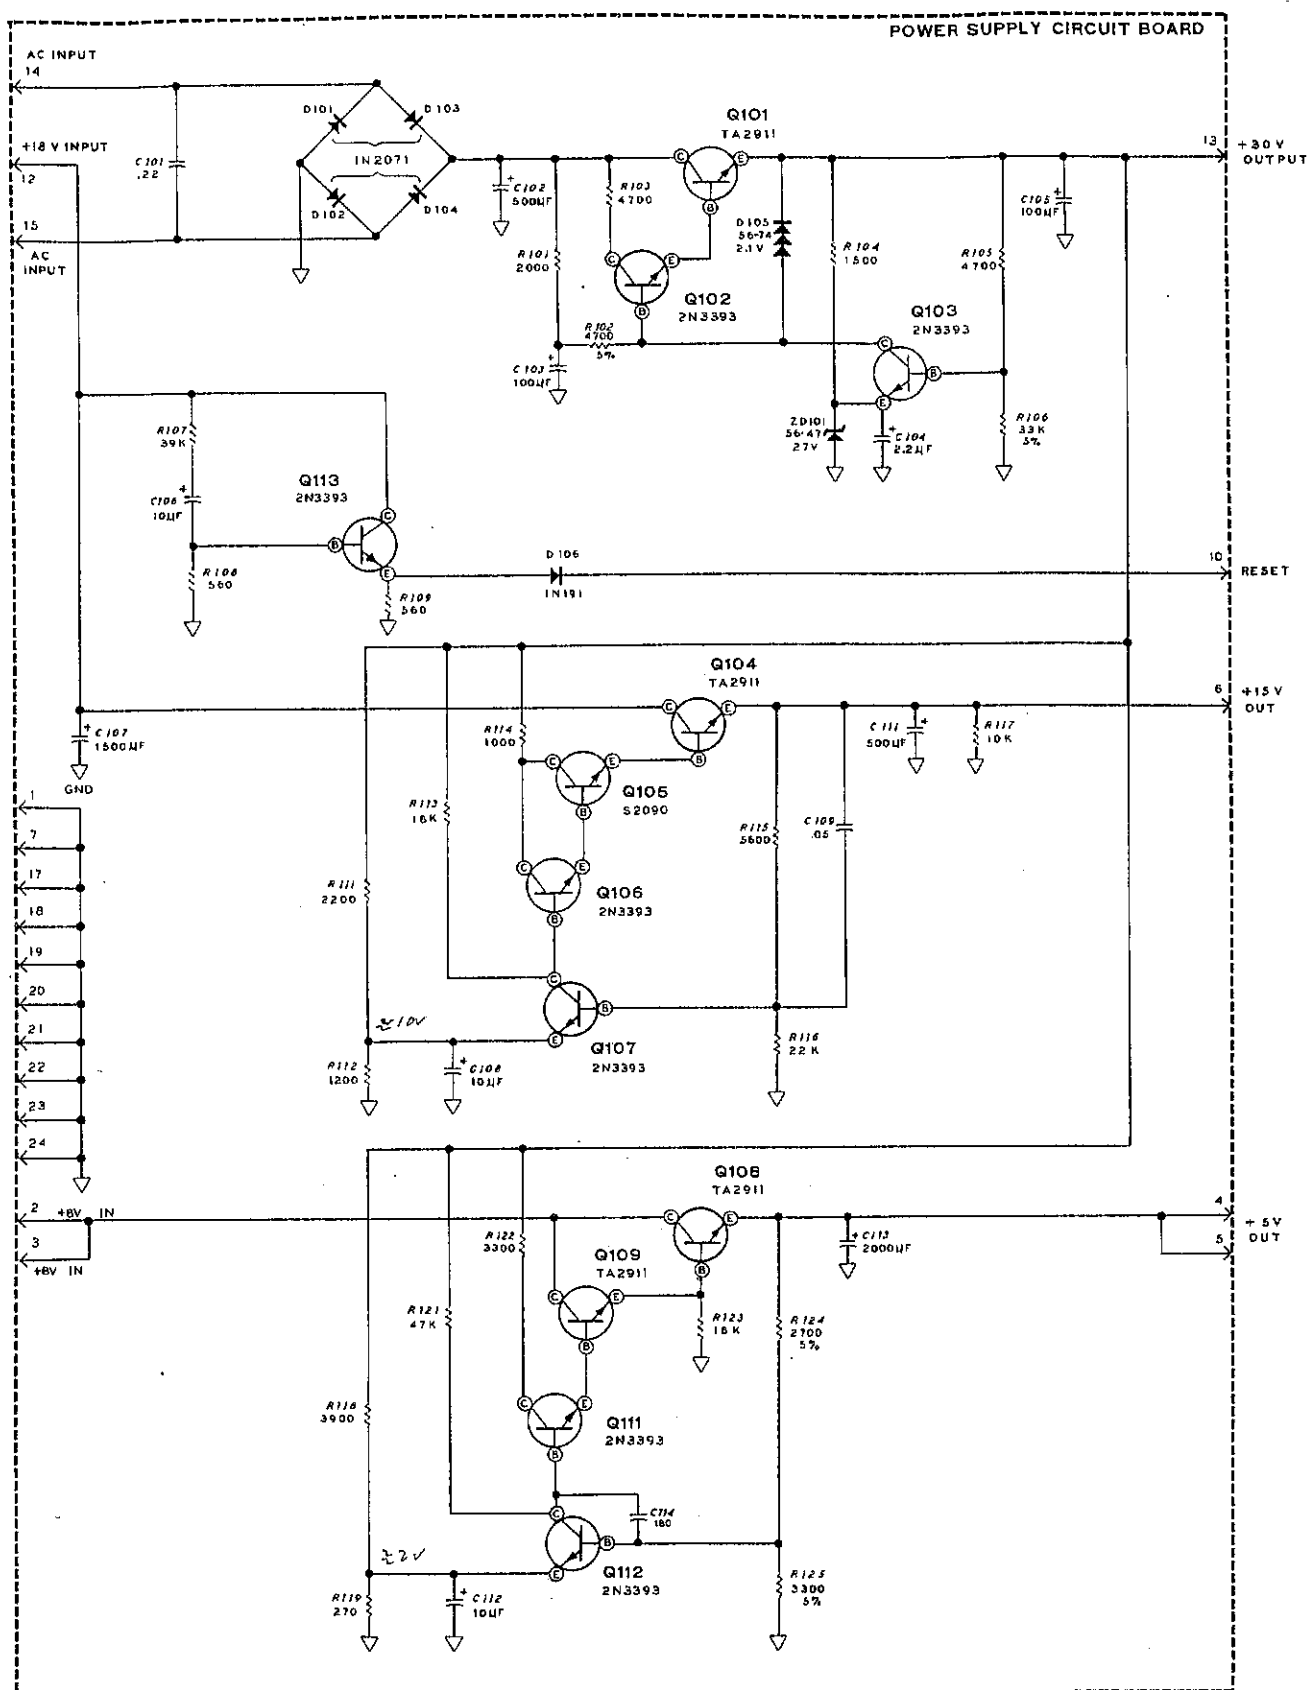 POWER SUPPLY CIRCUIT BOARD
AC INPUT
14
+18 V INPUT
12
15
AC
INPUT
C101
.22
D101
D103
IN2071
D102
D104
C102
500µF
R103
4700
Q101
TA2911
13
+30V
OUTPUT
R101
2000
D105
56-74
2.1V
R104
1500
C105
100µF
R105
4700
Q102
2N3393
Q103
2N3393
R102
4700
5%
C103
100µF
ZD101
56-47
27V
C104
2.2µF
R106
33K
5%
R107
39K
C106
10µF
Q113
2N3393
R108
560
R109
560
D106
IN191
10
RESET
Q104
TA2911
6
+15V
OUT
C107
1500µF
GND
R114
1000
C111
500µF
R117
10K
Q105
S2090
R113
18K
R115
5600
C109
.05
R111
2200
Q106
2N3393
≈10V
R112
1200
C108
10µF
Q107
2N3393
R116
22K
1
7
17
18
19
20
21
22
23
24
2
+8V IN
3
+8V IN
Q108
TA2911
4
5
+5V
OUT
C113
2000µF
R122
3300
Q109
TA2911
R121
47K
R123
18K
R124
2700
5%
R118
3900
Q111
2N3393
C114
180
≈2V
R119
270
C112
10µF
Q112
2N3393
R125
3300
5%